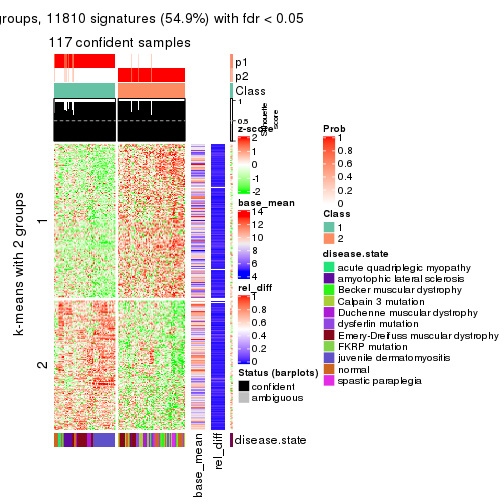 groups, 11810 signatures (54.9%) with fdr < 0.05
117 confident samples
p1
p2
Class
1
0.5
0
Silhouette
score
k-means with 2 groups
1
2
base_mean
rel_diff
disease.state
z-score
2
1
0
-1
-2
base_mean
14
12
10
8
6
4
rel_diff
1
0.8
0.6
0.4
0.2
0
Status (barplots)
confident
ambiguous
Prob
1
0.8
0.6
0.4
0.2
0
Class
1
2
disease.state
acute quadriplegic myopathy
amyotophic lateral sclerosis
Becker muscular dystrophy
Calpain 3 mutation
Duchenne muscular dystrophy
dysferlin mutation
Emery-Dreifuss muscular dystrophy
FKRP mutation
juvenile dermatomyositis
normal
spastic paraplegia